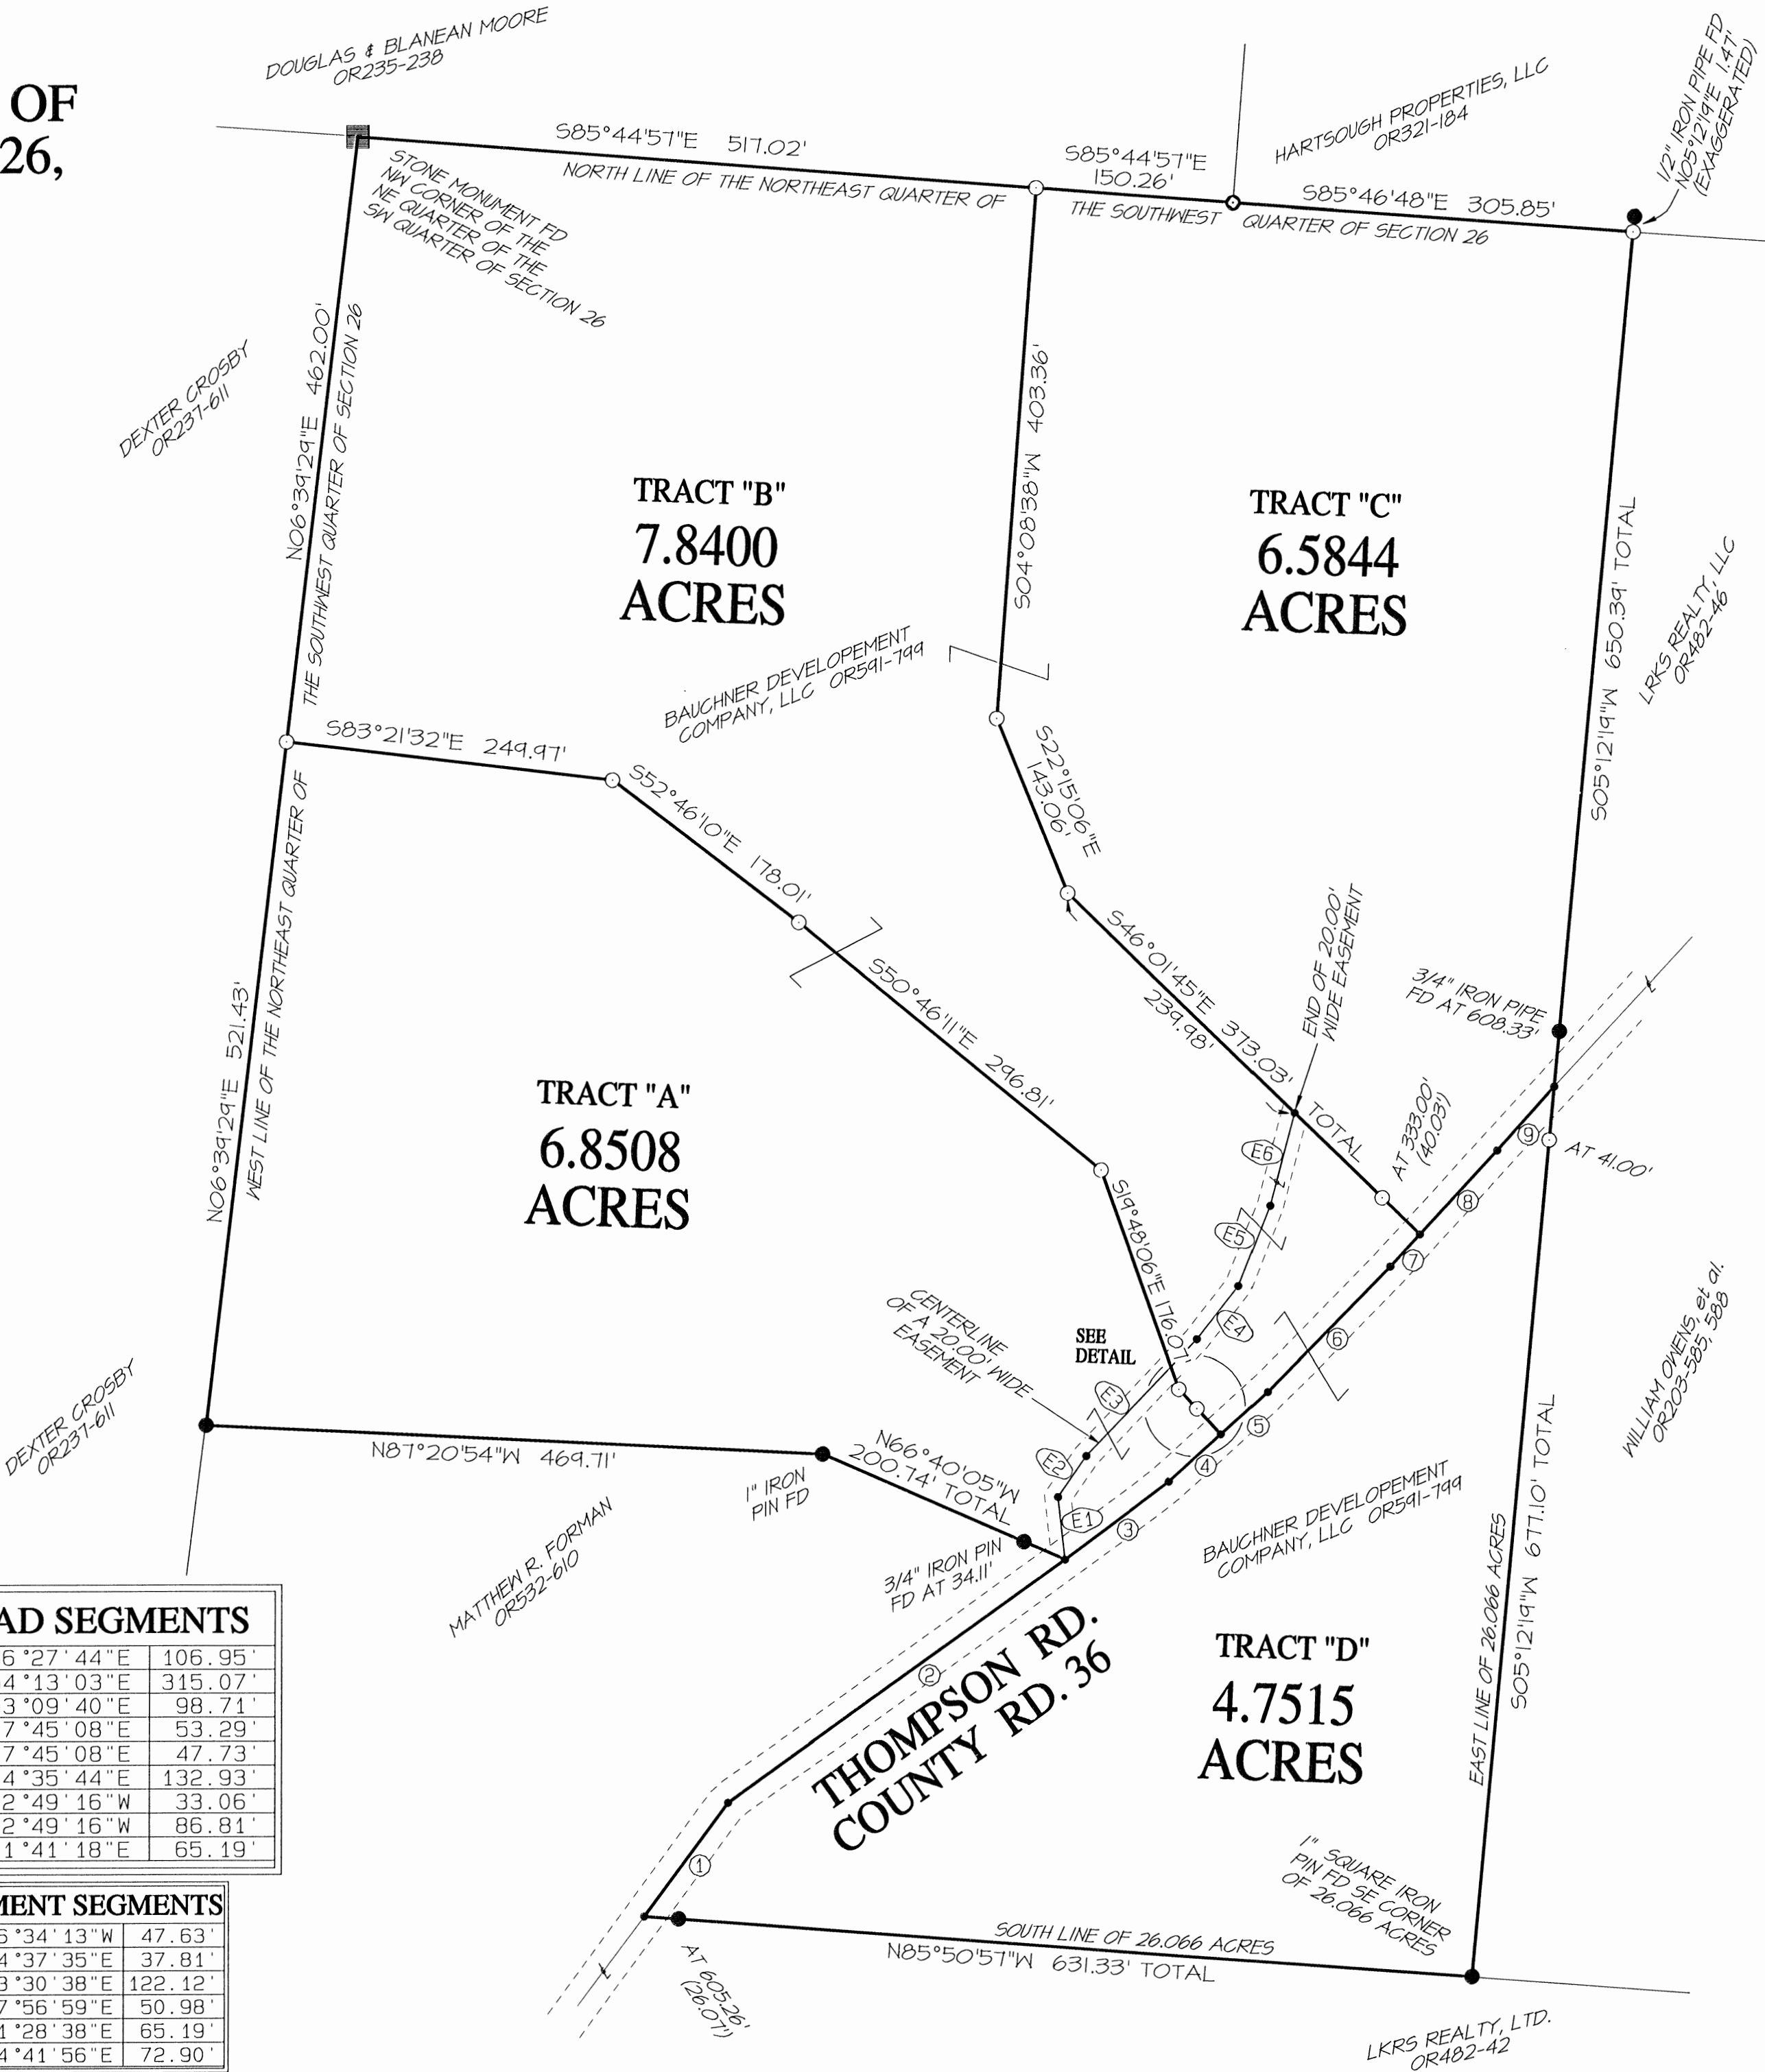 OF
26,
DOUGLAS & BLANEAN MOORE
OR235-238
HARTSOUGH PROPERTIES, LLC
OR321-184
1/2" IRON PIPE FD
N05°12'19"E 1.47'
(EXAGGERATED)
S85°44'57"E 517.02'
NORTH LINE OF THE NORTHEAST QUARTER OF
S85°44'57"E
150.26'
THE SOUTHWEST QUARTER OF SECTION 26
S85°46'48"E 305.85'
STONE MONUMENT FD
NW CORNER OF THE
NE QUARTER OF THE
SW QUARTER OF SECTION 26
DEXTER CROSBY
OR237-611
N06°39'29"E 462.00'
THE SOUTHWEST QUARTER OF SECTION 26
TRACT "B"
7.8400
ACRES
S04°08'38"W 403.36'
TRACT "C"
6.5844
ACRES
S05°12'19"W 650.39' TOTAL
LRKS REALTY, LLC
OR482-46
BAUCHNER DEVELOPEMENT
COMPANY, LLC OR591-799
S83°21'32"E 249.97'
S52°46'10"E 178.01'
S22°15'06"E
143.06'
S50°46'11"E 296.81'
S46°01'45"E 373.03' TOTAL
239.98'
END OF 20.00'
WIDE EASEMENT
3/4" IRON PIPE
FD AT 608.33'
N06°39'29"E 521.43'
WEST LINE OF THE NORTHEAST QUARTER OF
TRACT "A"
6.8508
ACRES
AT 333.00'
(40.03')
9
AT 41.00'
E6
8
E5
7
S19°48'06"E 176.07'
CENTERLINE
OF A 20.00' WIDE
EASEMENT
E4
6
SEE
DETAIL
E3
5
E2
4
E1
3
WILLIAM OWENS, et al.
OR203-585, 588
DEXTER CROSBY
OR237-611
N87°20'54"W 469.71'
1" IRON
PIN FD
N66°40'05"W
200.74' TOTAL
3/4" IRON PIN
FD AT 34.11'
MATTHEW R. FORMAN
OR532-610
BAUCHNER DEVELOPEMENT
COMPANY, LLC OR591-799
EAST LINE OF 26.066 ACRES
S05°12'19"W 677.10' TOTAL
2
THOMPSON RD.
COUNTY RD. 36
TRACT "D"
4.7515
ACRES
1
1" SQUARE IRON
PIN FD SE CORNER
OF 26.066 ACRES
SOUTH LINE OF 26.066 ACRES
N85°50'57"W 631.33' TOTAL
AT 605.26'
(26.07')
LKRS REALTY, LTD.
OR482-42
AD SEGMENTS
6°27'44"E 106.95'
4°13'03"E 315.07'
3°09'40"E 98.71'
7°45'08"E 53.29'
7°45'08"E 47.73'
4°35'44"E 132.93'
2°49'16"W 33.06'
2°49'16"W 86.81'
1°41'18"E 65.19'
MENT SEGMENTS
6°34'13"W 47.63'
4°37'35"E 37.81'
3°30'38"E 122.12'
7°56'59"E 50.98'
1°28'38"E 65.19'
4°41'56"E 72.90'